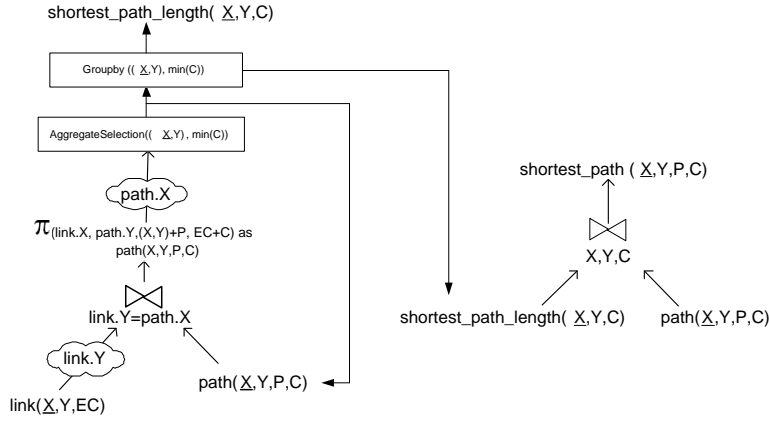 shortest_path_length( X,Y,C)
Groupby (( X,Y), min(C))
AggregateSelection(( X,Y) , min(C))
path.X
π(link.X, path.Y,(X,Y)+P, EC+C) as
path(X,Y,P,C)
link.Y=path.X
link.Y
path(X,Y,P,C)
link(X,Y,EC)
shortest_path ( X,Y,P,C)
X,Y,C
shortest_path_length( X,Y,C)
path(X,Y,P,C)